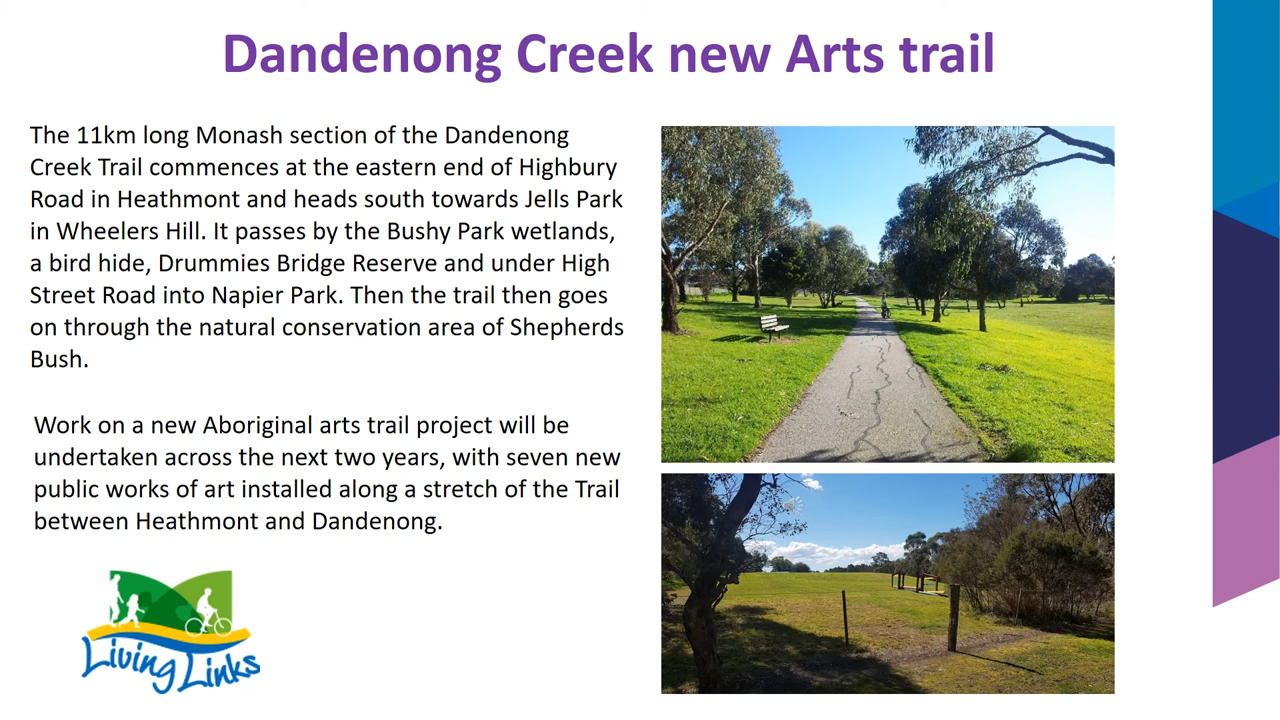 Dandenong Creek new Arts trail
The 11km long Monash section of the Dandenong
Creek Trail commences at the eastern end of Highbury
Road in Heathmont and heads south towards Jells Park
in Wheelers Hill. It passes by the Bushy Park wetlands,
a bird hide, Drummies Bridge Reserve and under High
Street Road into Napier Park. Then the trail then goes
on through the natural conservation area of Shepherds
Bush.
Work on a new Aboriginal arts trail project will be
undertaken across the next two years, with seven new
public works of art installed along a stretch of the Trail
between Heathmont and Dandenong.
Living Links